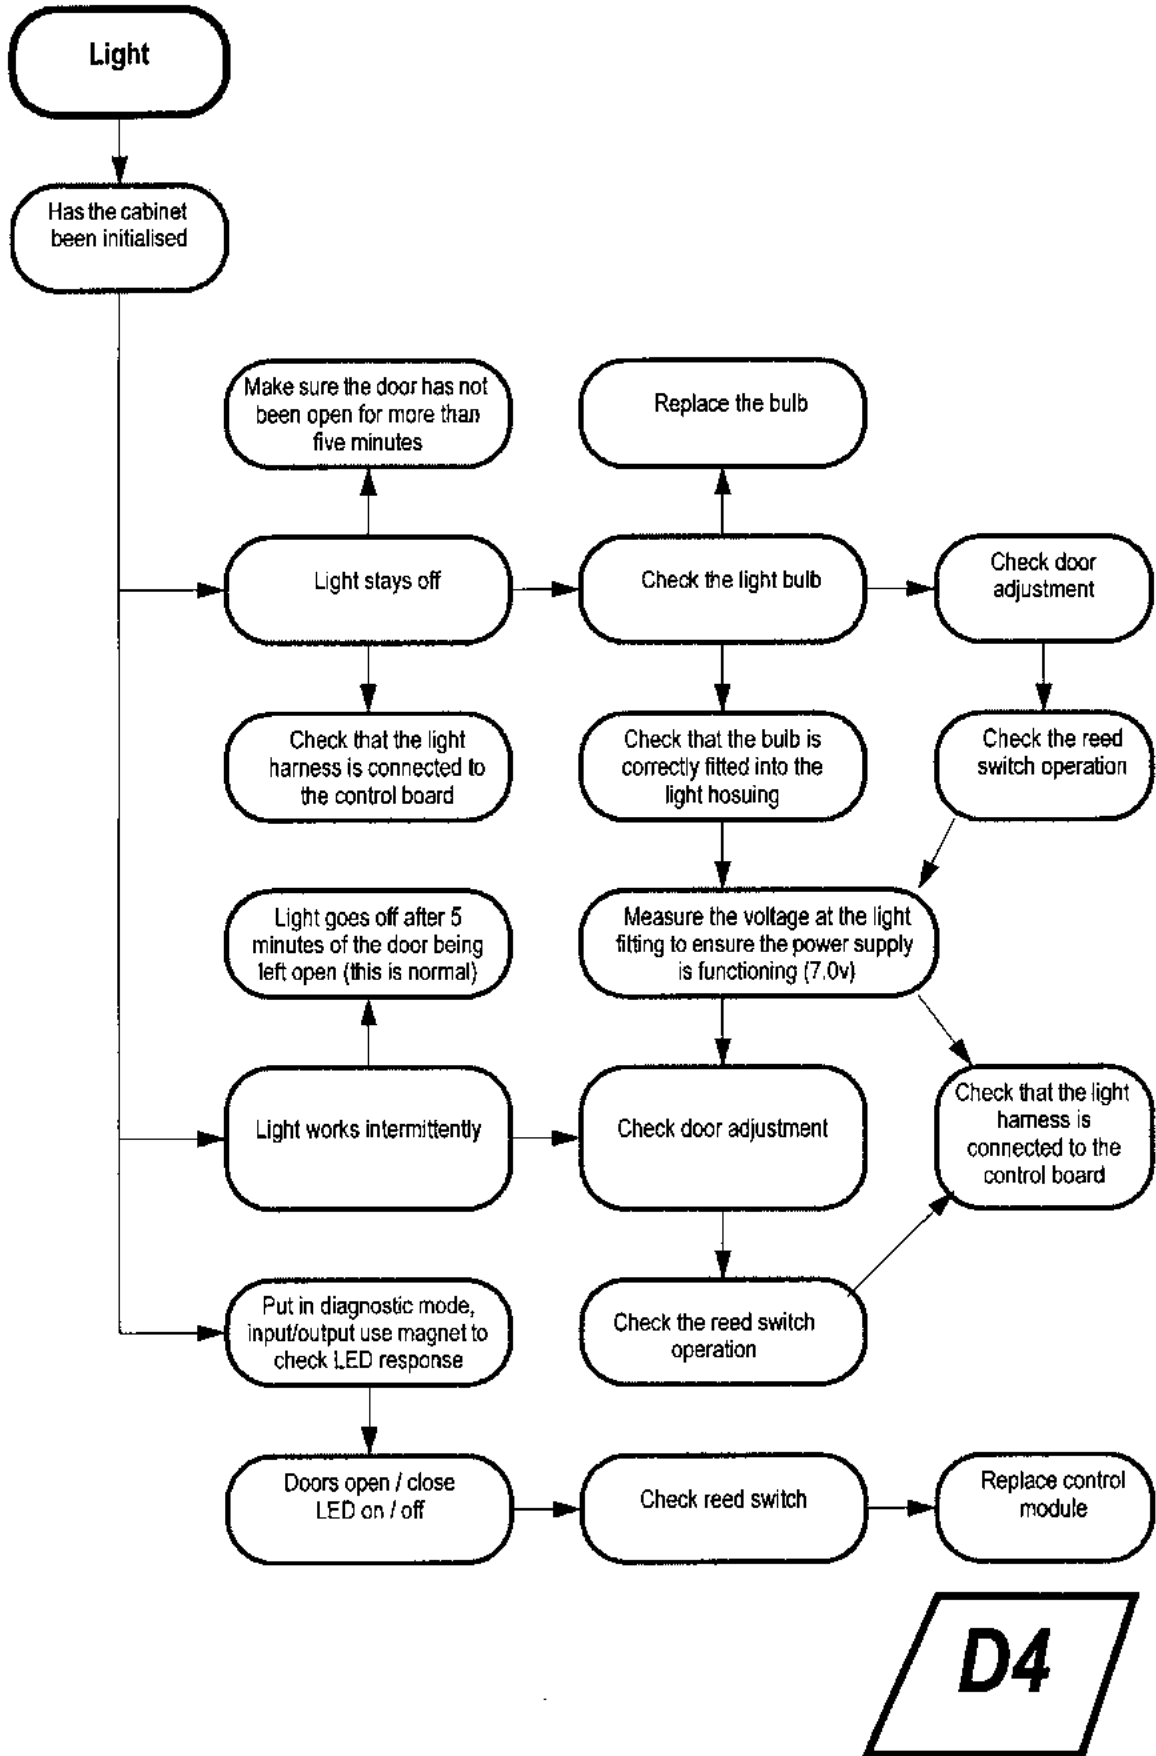 Light
Has the cabinet
been initialised
Make sure the door has not
been open for more than
five minutes
Replace the bulb
Light stays off
Check the light bulb
Check door
adjustment
Check that the light
harness is connected to
the control board
Check that the bulb is
correctly fitted into the
light hosuing
Check the reed
switch operation
Light goes off after 5
minutes of the door being
left open (this is normal)
Measure the voltage at the light
fitting to ensure the power supply
is functioning (7.0v)
Light works intermittently
Check door adjustment
Check that the light
harness is
connected to the
control board
Put in diagnostic mode,
input/output use magnet to
check LED response
Check the reed switch
operation
Doors open / close
LED on / off
Check reed switch
Replace control
module
D4